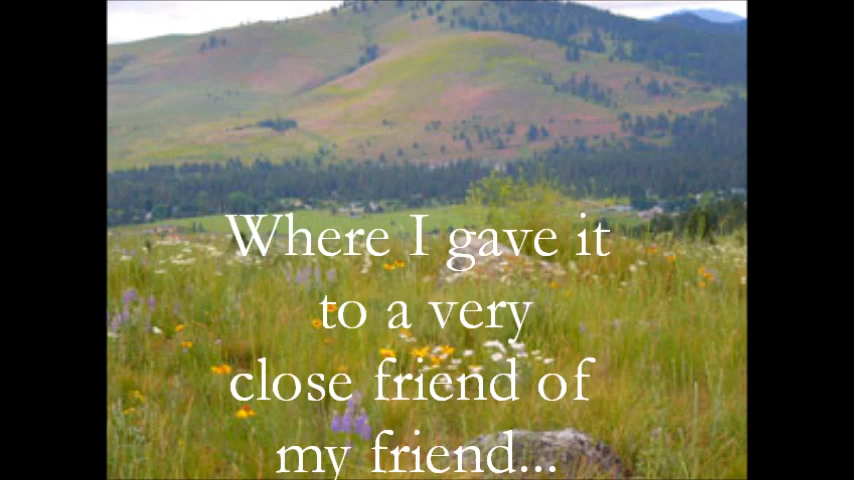 Where I gave it
to a very
close friend of
my friend...